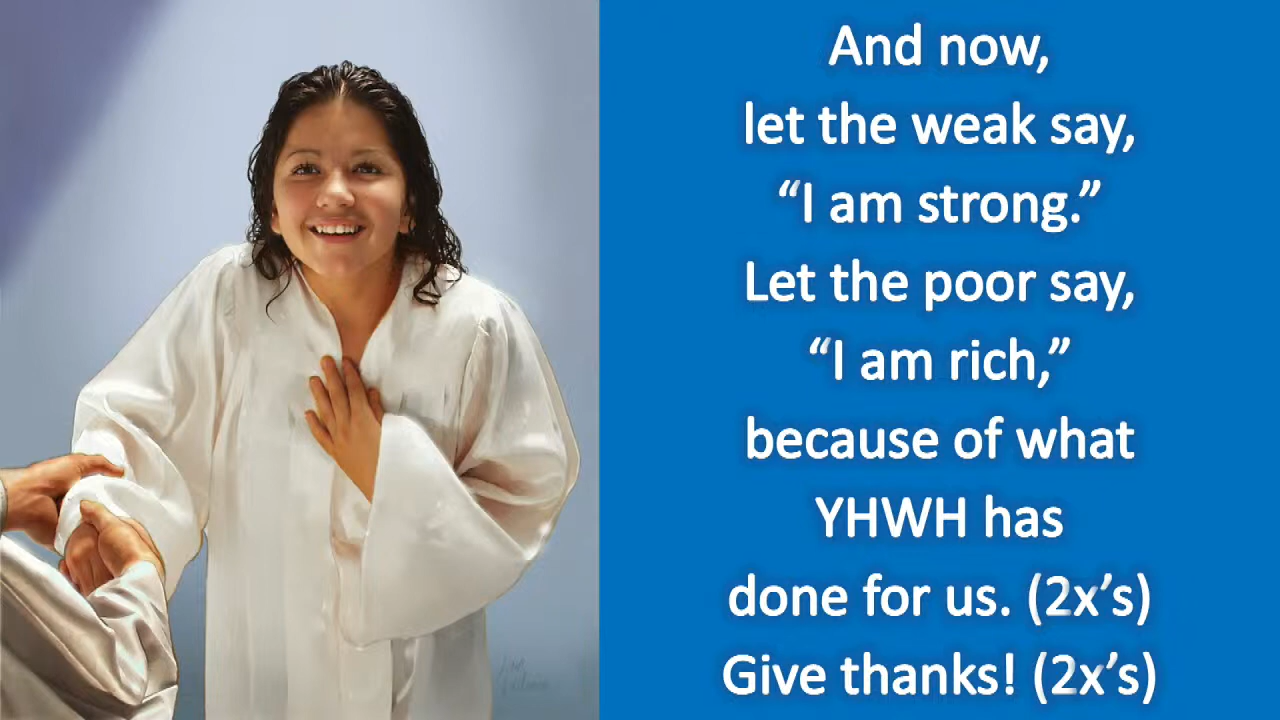 And now,
let the weak say,
“I am strong.”
Let the poor say,
“I am rich,”
because of what
YHWH has
done for us. (2x’s)
Give thanks! (2x’s)